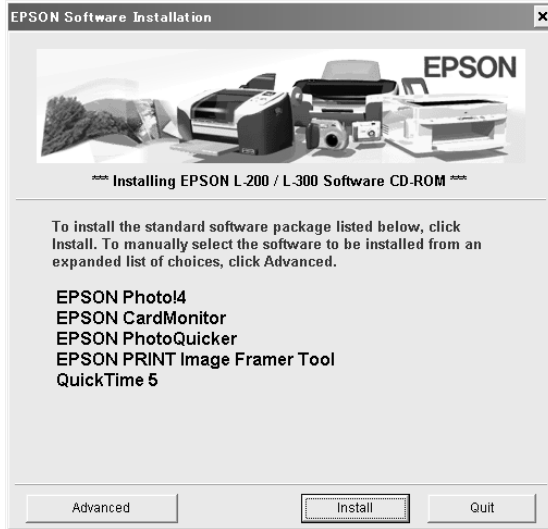 EPSON Software Installation
EPSON
*** Installing EPSON L-200 / L-300 Software CD-ROM ***
To install the standard software package listed below, click
Install. To manually select the software to be installed from an
expanded list of choices, click Advanced.
EPSON Photo!4
EPSON CardMonitor
EPSON PhotoQuicker
EPSON PRINT Image Framer Tool
QuickTime 5
Advanced Install Quit